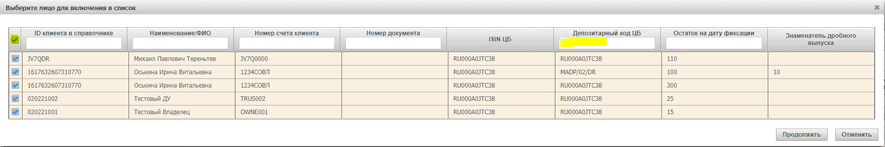 Выберите лицо для включения в список
ID клиента в справочнике Наименование/ФИО Номер счета клиента Номер документа ISIN ЦБ Депозитарный код ЦБ Остаток на дату фиксации Знаменатель дробного
выпуска
JV7QDR Михаил Павлович Тереньтев JV7Q0000 RU000A0JTC38 RU000A0JTC38 110
1617632607310770 Оськина Ирина Витальевна 1234СОВЛ RU000A0JTC38 MADP/02/DR 100 10
1617632607310770 Оськина Ирина Витальевна 1234СОВЛ RU000A0JTC38 RU000A0JTC38 300
020221002 Тестовый ДУ TRUS002 RU000A0JTC38 RU000A0JTC38 25
020221001 Тестовый Владелец OWNE001 RU000A0JTC38 RU000A0JTC38 15
Продолжить Отменить